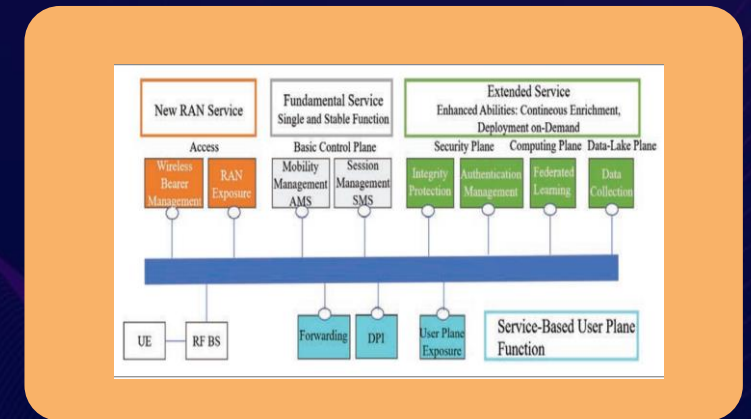 New RAN Service
Fundamental Service
Single and Stable Function
Extended Service
Enhanced Abilities: Contineous Enrichment,
Deployment on-Demand
Access
Basic Control Plane
Security Plane
Computing Plane
Data-Lake Plane
Wireless
Bearer
Management
RAN
Exposure
Mobility
Management
AMS
Session
Management
SMS
Integrity
Protection
Authentication
Management
Federated
Learning
Data
Collection
UE
RF BS
Forwarding
DPI
User Plane
Exposure
Service-Based User Plane
Function